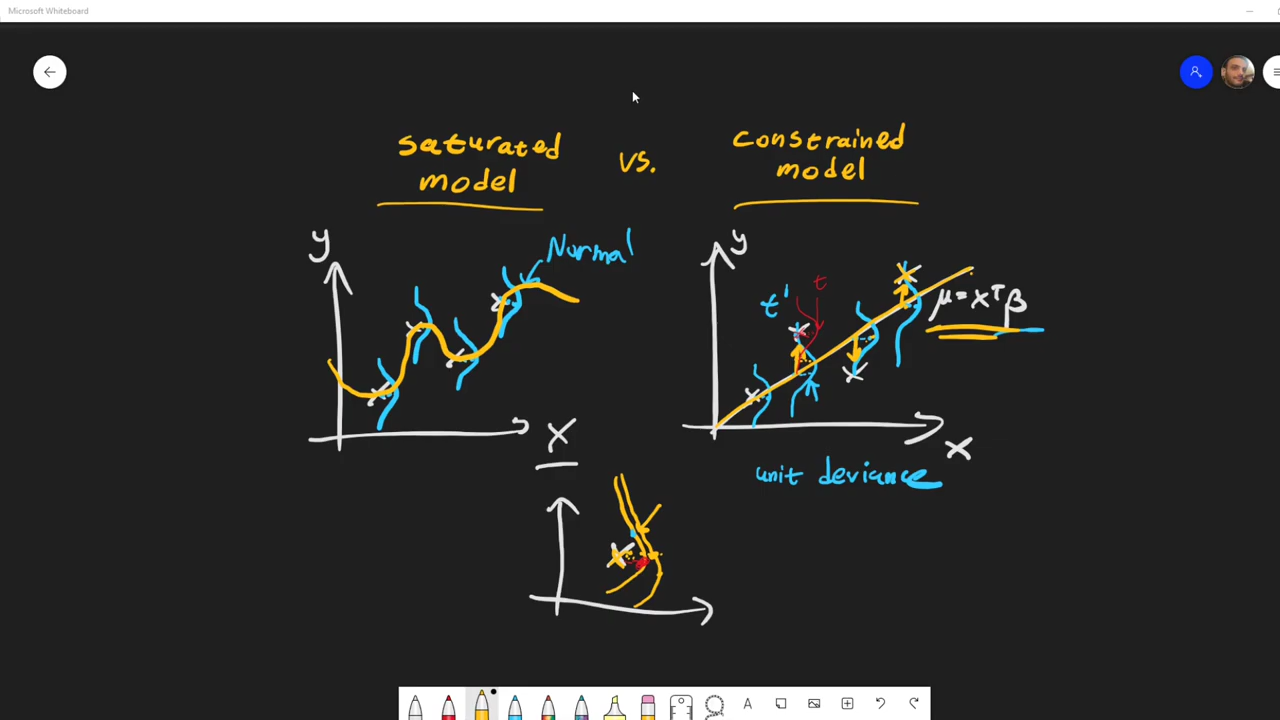 Microsoft Whiteboard
saturated model
vs.
constrained model
y
Normal
x
y
t'
t
μ = xᵀβ
x
unit deviance
A